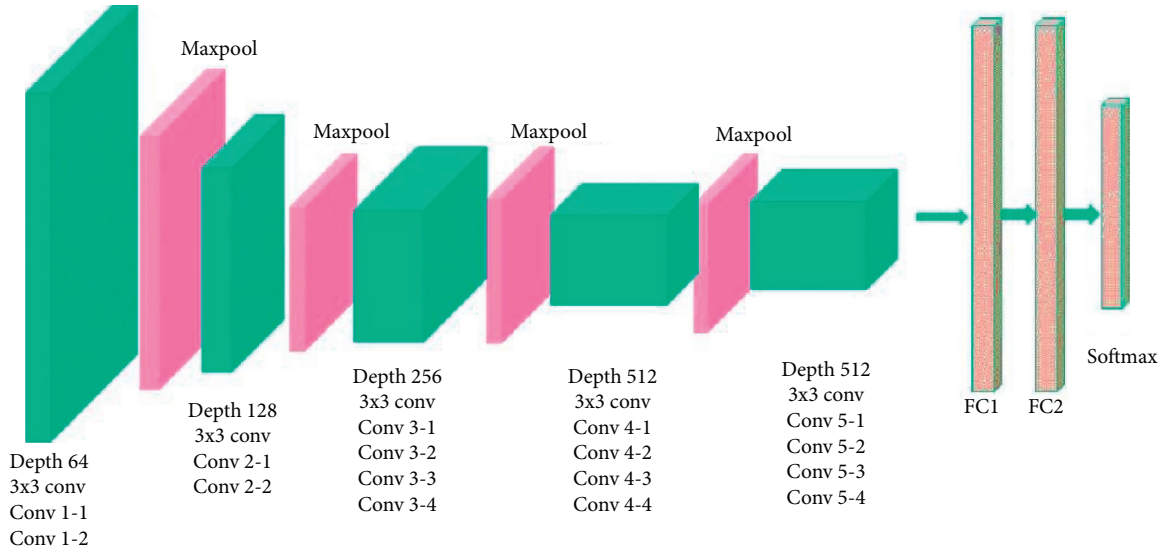 Maxpool
Maxpool
Maxpool
Maxpool
Depth 64
3x3 conv
Conv 1-1
Conv 1-2
Depth 128
3x3 conv
Conv 2-1
Conv 2-2
Depth 256
3x3 conv
Conv 3-1
Conv 3-2
Conv 3-3
Conv 3-4
Depth 512
3x3 conv
Conv 4-1
Conv 4-2
Conv 4-3
Conv 4-4
Depth 512
3x3 conv
Conv 5-1
Conv 5-2
Conv 5-3
Conv 5-4
FC1
FC2
Softmax